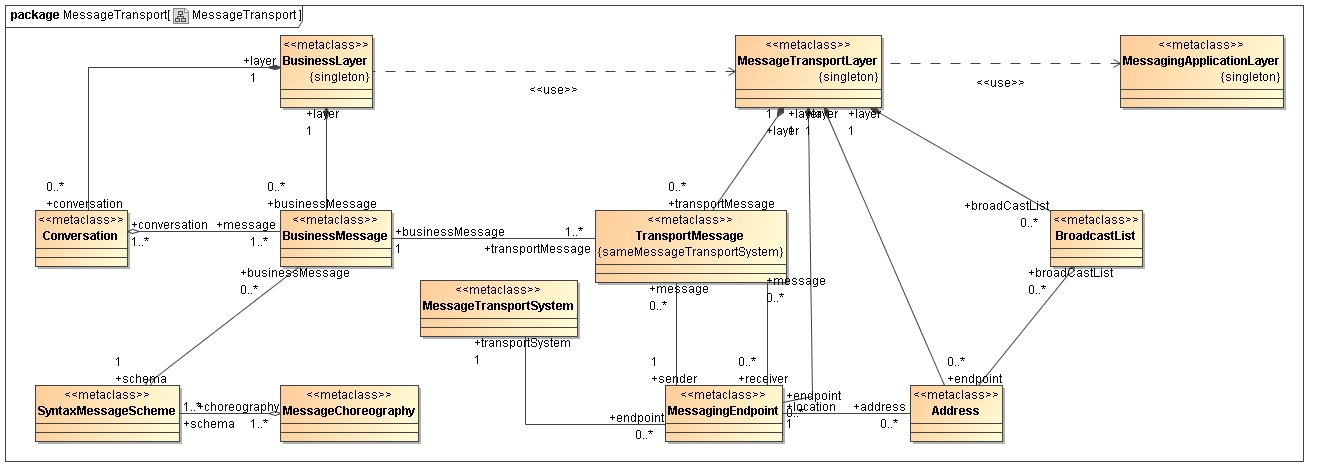 package MessageTransport[ MessageTransport ]
<<metaclass>>
BusinessLayer
{singleton}
<<metaclass>>
MessageTransportLayer
{singleton}
<<metaclass>>
MessagingApplicationLayer
{singleton}
+layer
1
<<use>>
<<use>>
+layer
1
1
+layer
+layer
+layer
1
1
+layer
1
0..*
+conversation
0..*
+businessMessage
0..*
+transportMessage
+broadCastList
0..*
<<metaclass>>
Conversation
+conversation
1..*
+message
1..*
<<metaclass>>
BusinessMessage
+businessMessage
1
1..*
+transportMessage
<<metaclass>>
TransportMessage
{sameMessageTransportSystem}
<<metaclass>>
BroadcastList
+businessMessage
0..*
+message
0..*
+message
0..*
+broadCastList
0..*
<<metaclass>>
MessageTransportSystem
+transportSystem
1
1
+schema
1
+sender
0..*
+receiver
0..*
+endpoint
<<metaclass>>
SyntaxMessageScheme
1..*
+schema
+choreography
1..*
<<metaclass>>
MessageChoreography
+endpoint
0..*
<<metaclass>>
MessagingEndpoint
+endpoint
0..*
+location
1
+address
0..*
<<metaclass>>
Address